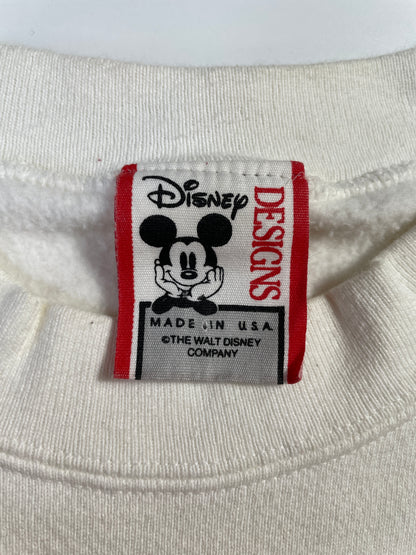 Disney
DESIGNS
MADE IN U.S.A.
©THE WALT DISNEY
COMPANY